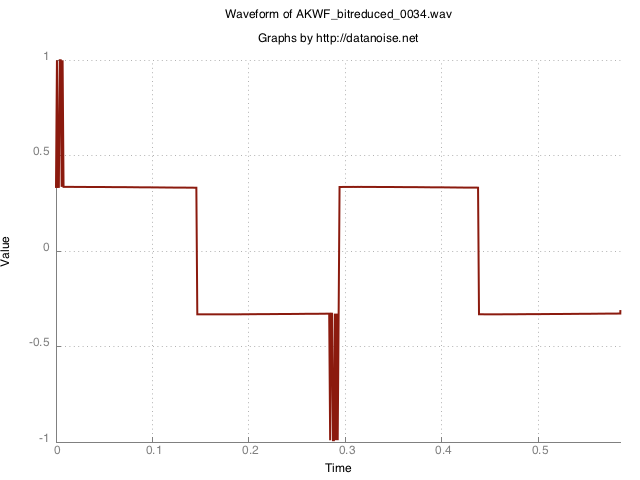 Waveform of AKWF_bitreduced_0034.wav
Graphs by http://datanoise.net
1
0.5
0
-0.5
-1
Value
0 0.1 0.2 0.3 0.4 0.5
Time